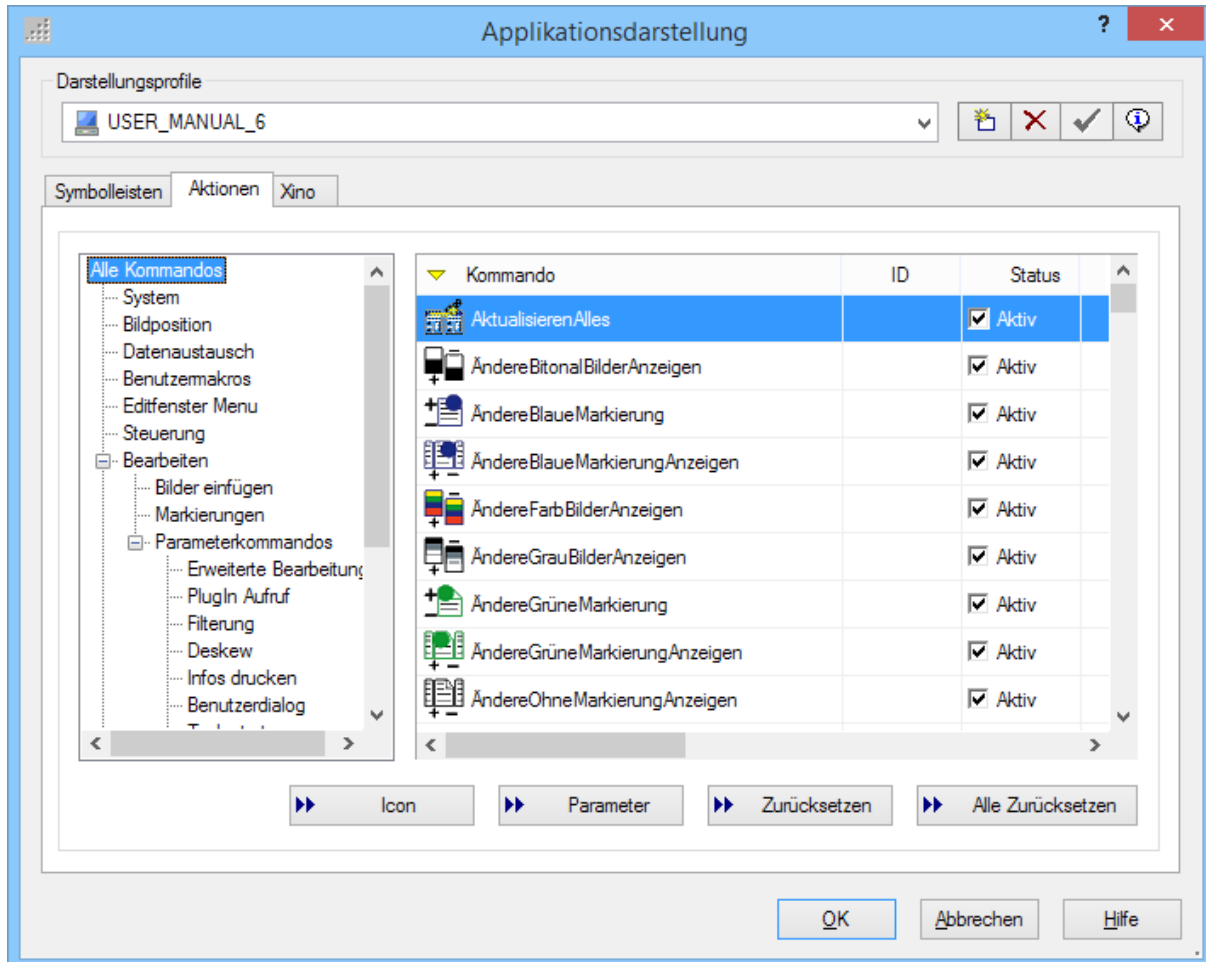 Applikationsdarstellung
?
Darstellungsprofile
USER_MANUAL_6
Symbolleisten Aktionen Xino
Alle Kommandos
System
Bildposition
Datenaustausch
Benutzermakros
Editfenster Menu
Steuerung
Bearbeiten
Bilder einfügen
Markierungen
Parameterkommandos
Erweiterte Bearbeitung
PlugIn Aufruf
Filterung
Deskew
Infos drucken
Benutzerdialog
Kommando ID Status
AktualisierenAlles Aktiv
ÄndereBitonalBilderAnzeigen Aktiv
ÄndereBlaueMarkierung Aktiv
ÄndereBlaueMarkierungAnzeigen Aktiv
ÄndereFarbBilderAnzeigen Aktiv
ÄndereGrauBilderAnzeigen Aktiv
ÄndereGrüneMarkierung Aktiv
ÄndereGrüneMarkierungAnzeigen Aktiv
ÄndereOhneMarkierungAnzeigen Aktiv
Icon Parameter Zurücksetzen Alle Zurücksetzen
OK Abbrechen Hilfe